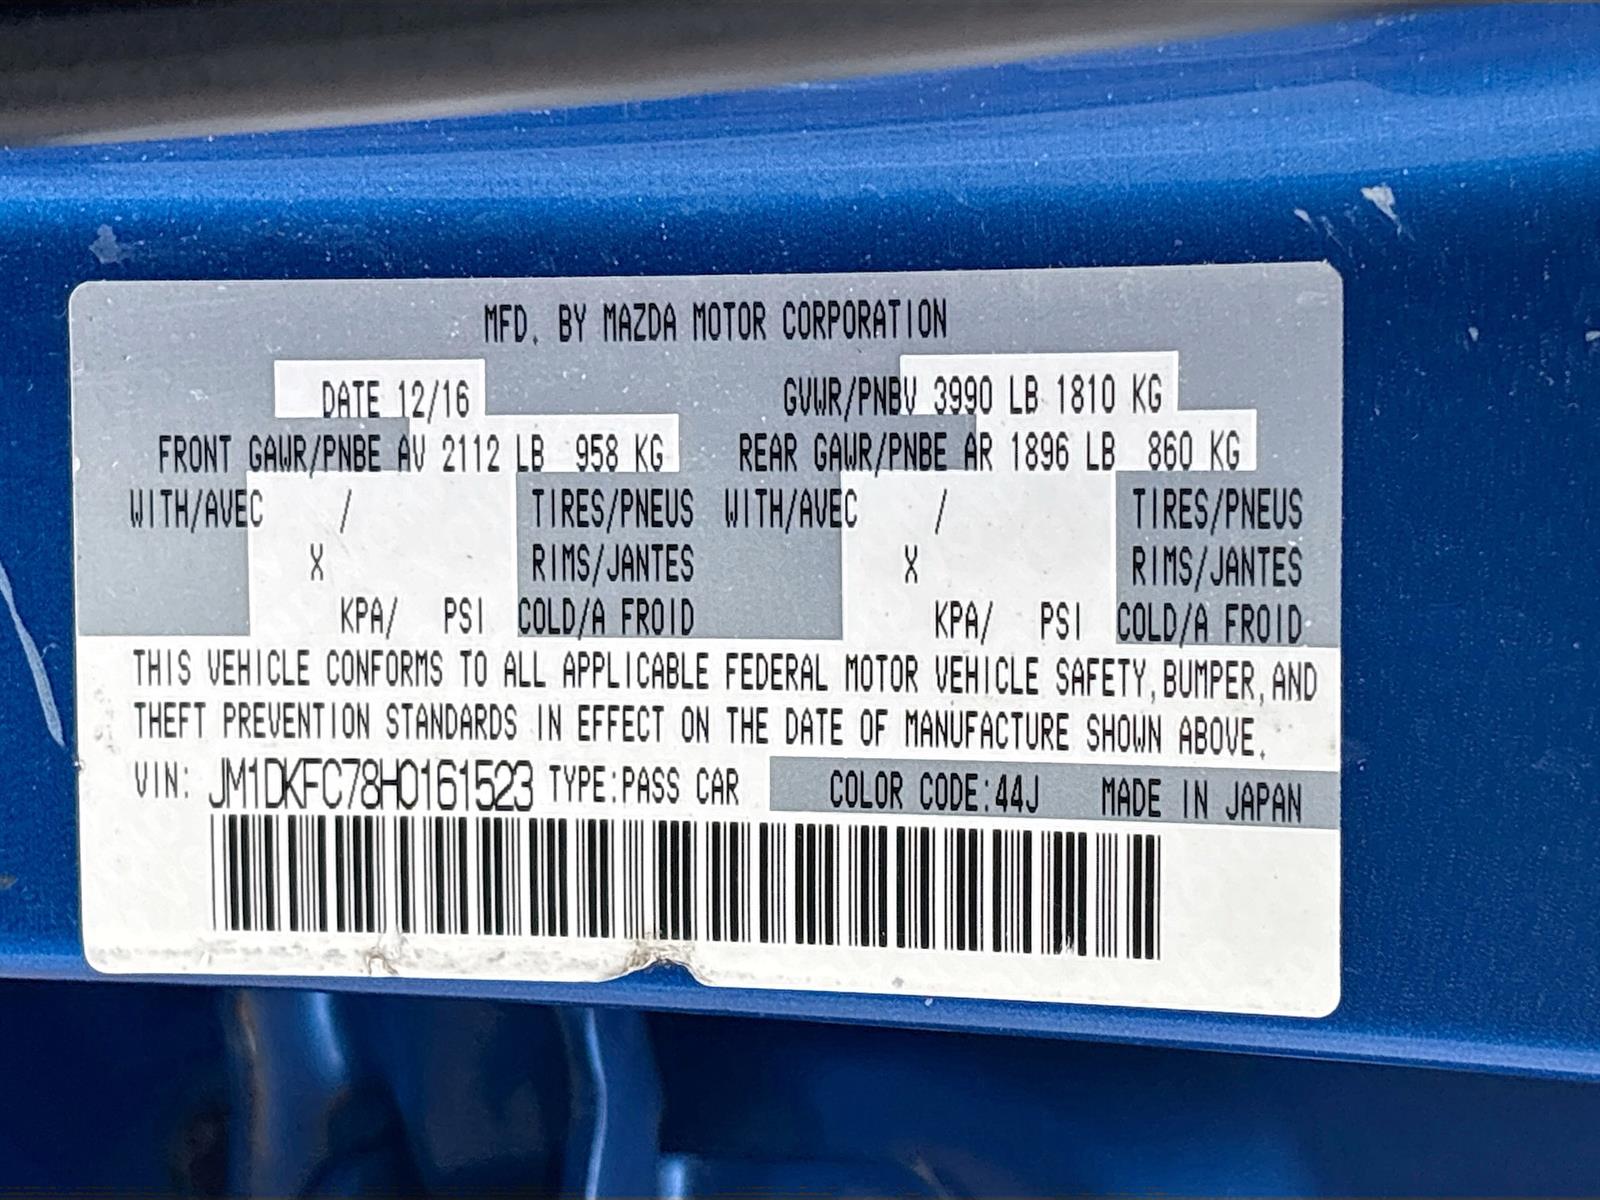 MFD. BY MAZDA MOTOR CORPORATION
DATE 12/16 GVWR/PNBV 3990 LB 1810 KG
FRONT GAWR/PNBE AV 2112 LB 958 KG REAR GAWR/PNBE AR 1896 LB 860 KG
WITH/AVEC / TIRES/PNEUS WITH/AVEC / TIRES/PNEUS
X RIMS/JANTES X RIMS/JANTES
KPA/ PSI COLD/A FROID KPA/ PSI COLD/A FROID
THIS VEHICLE CONFORMS TO ALL APPLICABLE FEDERAL MOTOR VEHICLE SAFETY, BUMPER, AND
THEFT PREVENTION STANDARDS IN EFFECT ON THE DATE OF MANUFACTURE SHOWN ABOVE.
VIN: JM1DKFC78H0161523 TYPE:PASS CAR COLOR CODE:44J MADE IN JAPAN